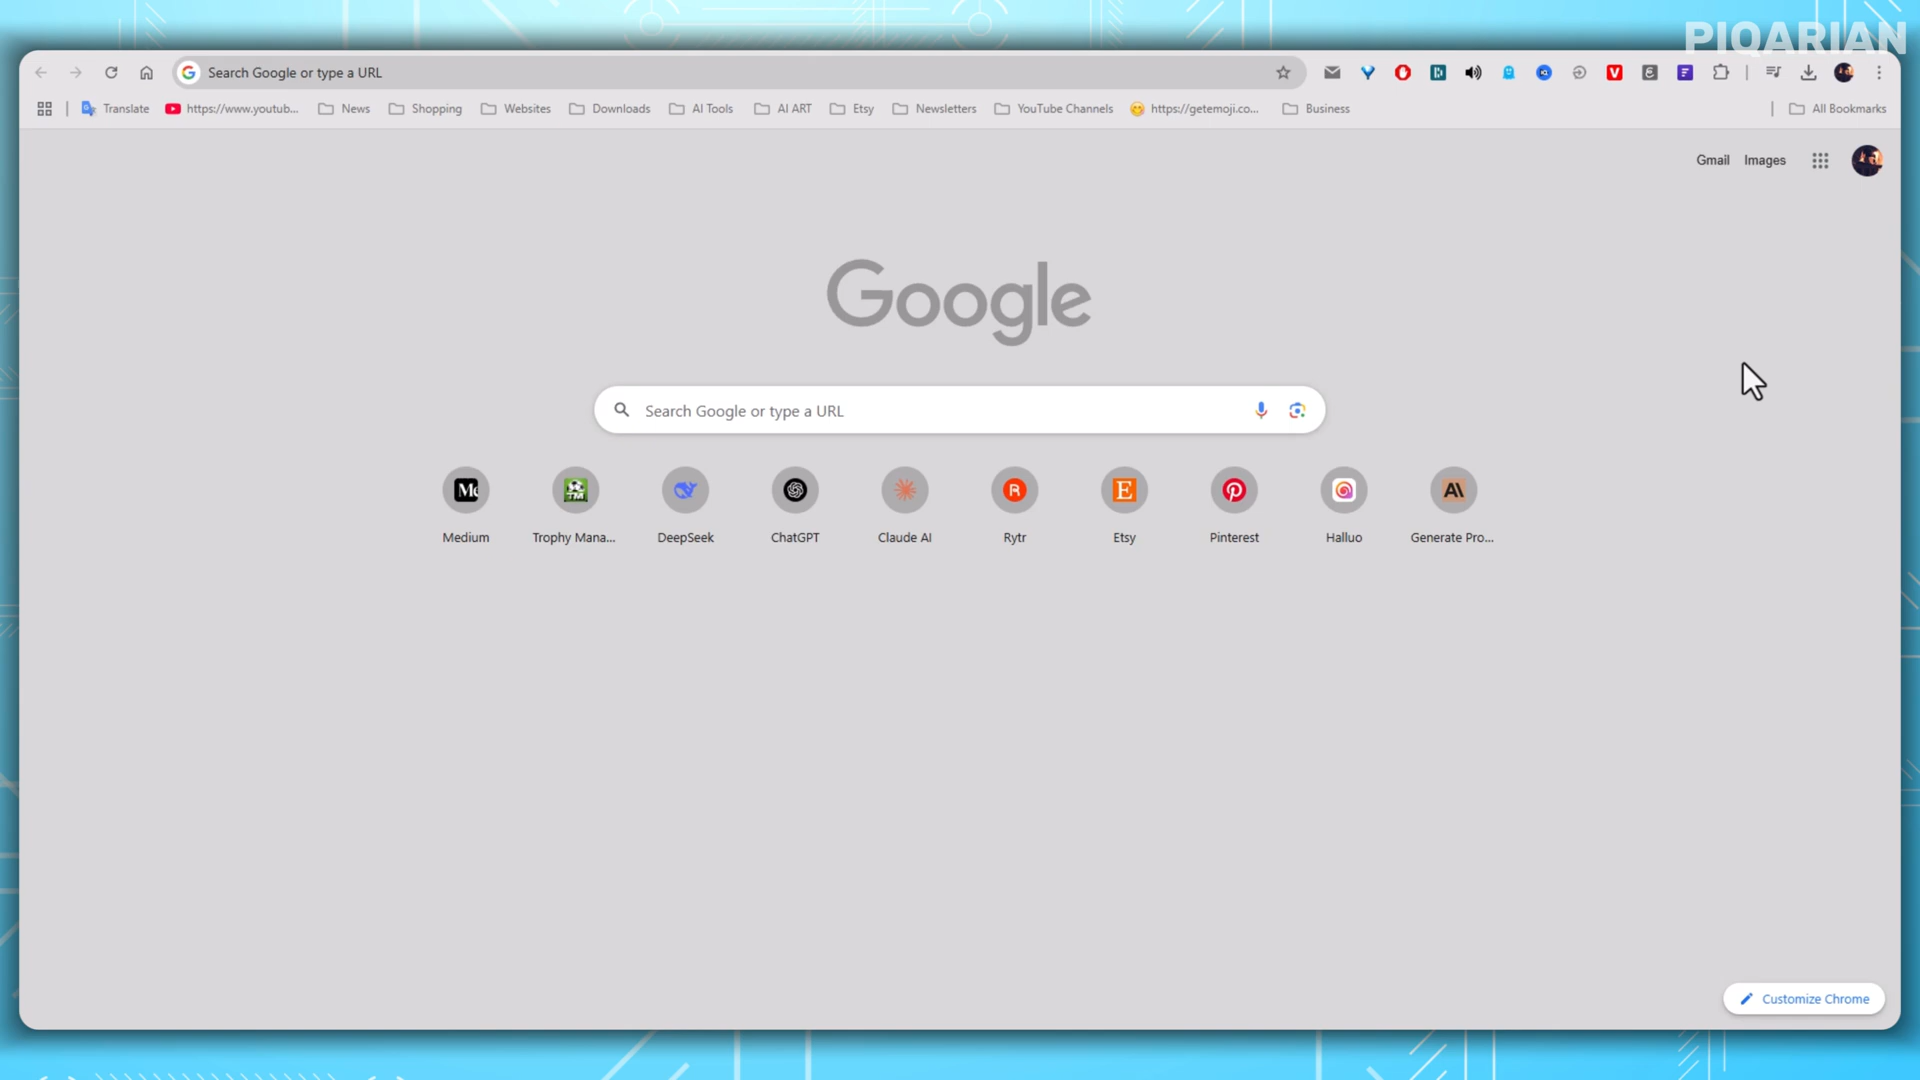 PIQARIAN
Search Google or type a URL
Translate https://www.youtub... News Shopping Websites Downloads AI Tools AI ART Etsy Newsletters YouTube Channels https://getemoji.co... Business All Bookmarks
Gmail Images
Google
Search Google or type a URL
Medium Trophy Mana... DeepSeek ChatGPT Claude AI Rytr Etsy Pinterest Halluo Generate Pro...
Customize Chrome